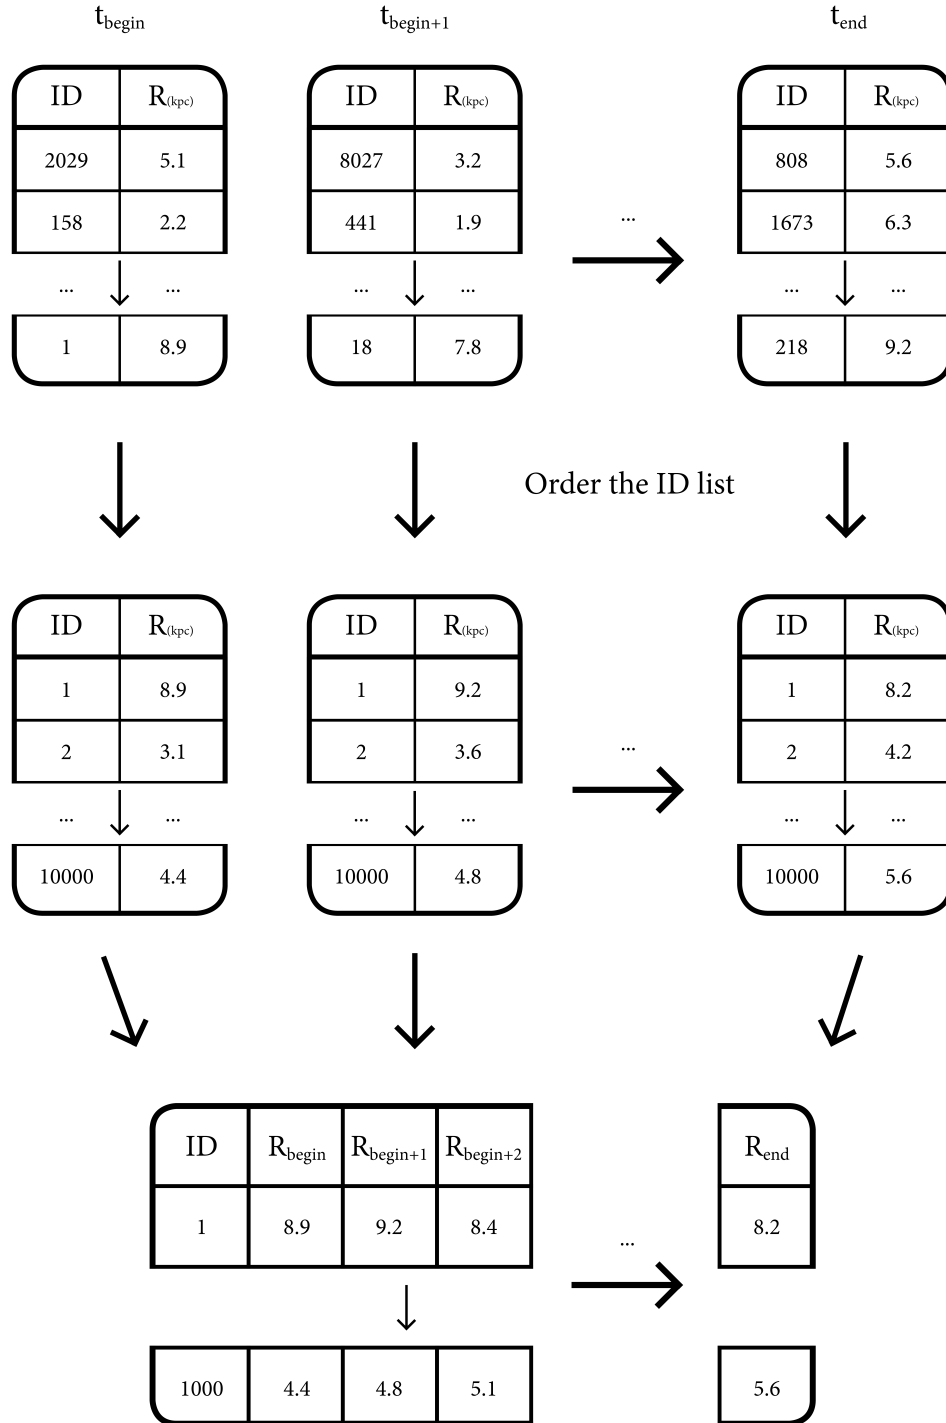 t_begin t_begin+1 t_end
ID R(kpc) ID R(kpc) ID R(kpc)
2029 5.1 8027 3.2 808 5.6
158 2.2 441 1.9 ... 1673 6.3
... ... ... ... ... ...
1 8.9 18 7.8 218 9.2
Order the ID list
ID R(kpc) ID R(kpc) ID R(kpc)
1 8.9 1 9.2 1 8.2
2 3.1 2 3.6 ... 2 4.2
... ... ... ... ... ...
10000 4.4 10000 4.8 10000 5.6
ID R_begin R_begin+1 R_begin+2 R_end
1 8.9 9.2 8.4 ... 8.2
1000 4.4 4.8 5.1 5.6